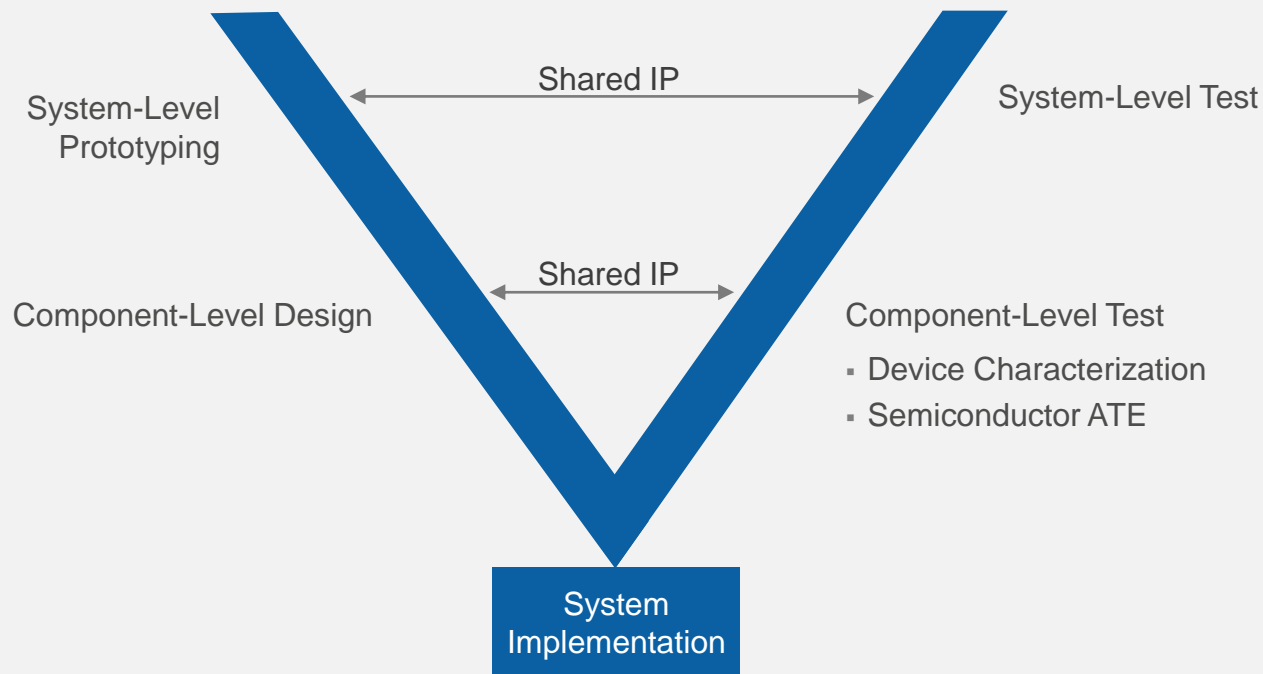 Shared IP
System-Level
Prototyping
System-Level Test
Shared IP
Component-Level Design
Component-Level Test
▪ Device Characterization
▪ Semiconductor ATE
System
Implementation